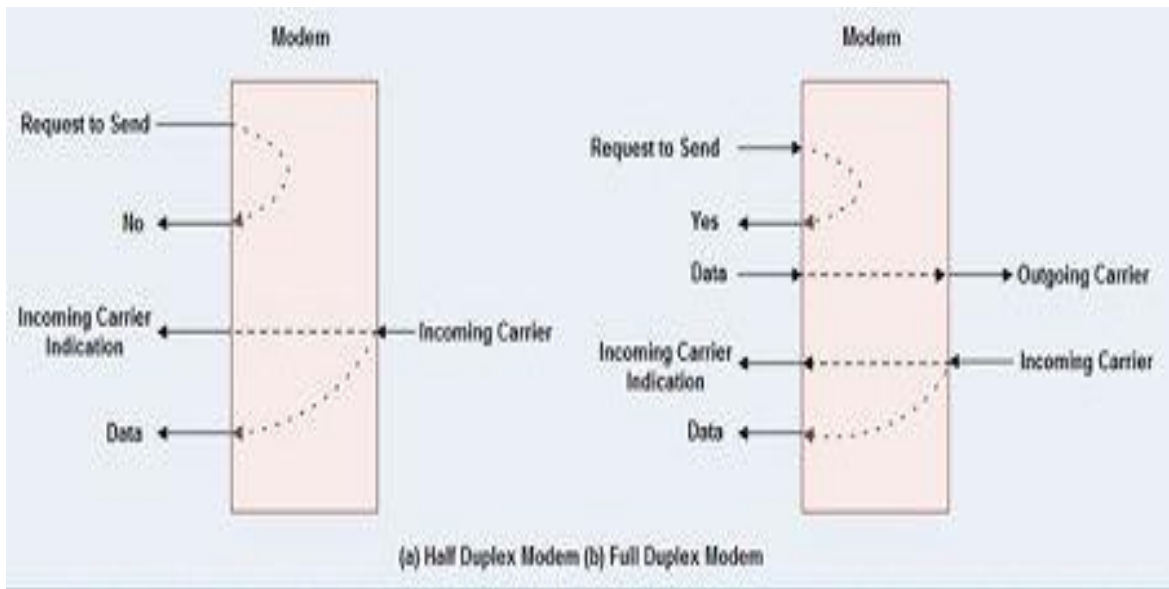 Modem
Request to Send
No
Incoming Carrier
Indication
Incoming Carrier
Data
Modem
Request to Send
Yes
Data
Outgoing Carrier
Incoming Carrier
Indication
Incoming Carrier
Data
(a) Half Duplex Modem (b) Full Duplex Modem